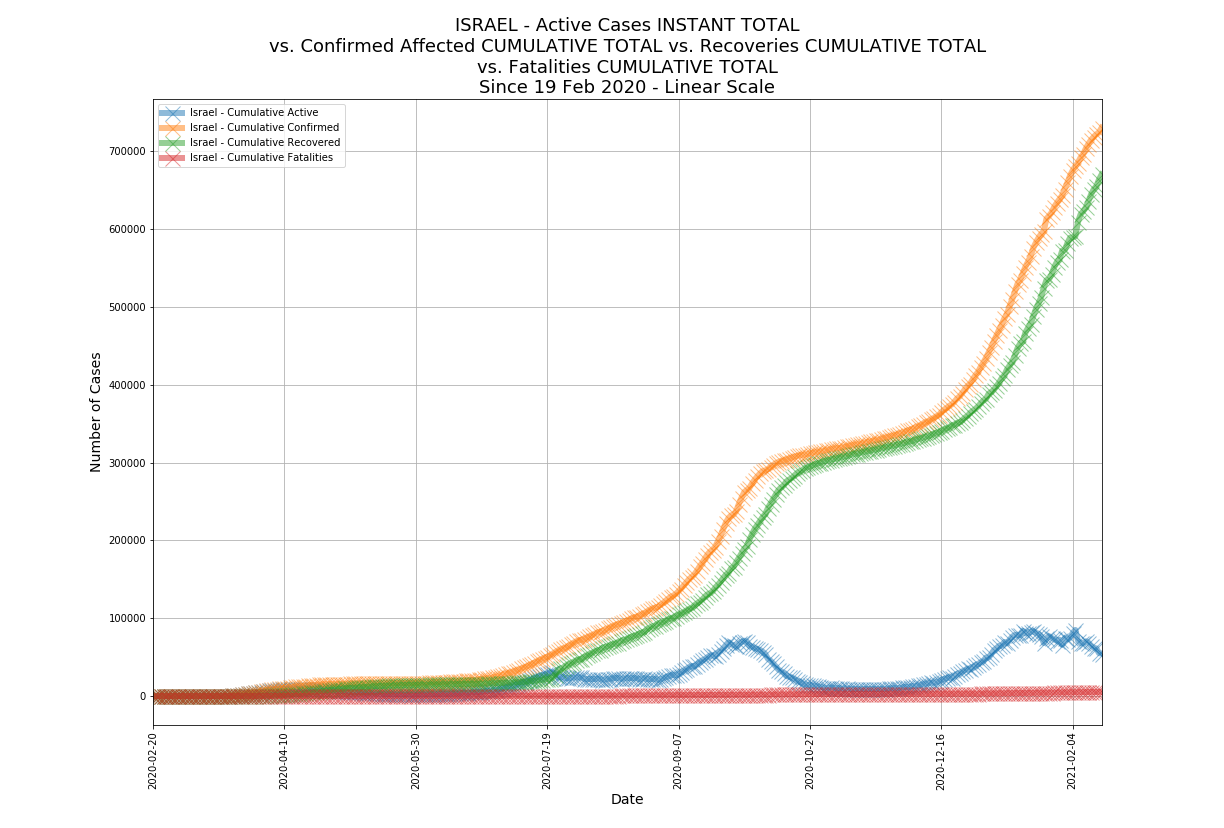 ISRAEL - Active Cases INSTANT TOTAL
vs. Confirmed Affected CUMULATIVE TOTAL vs. Recoveries CUMULATIVE TOTAL
vs. Fatalities CUMULATIVE TOTAL
Since 19 Feb 2020 - Linear Scale
Israel - Cumulative Active
Israel - Cumulative Confirmed
Israel - Cumulative Recovered
Israel - Cumulative Fatalities
Number of Cases
700000
600000
500000
400000
300000
200000
100000
0
2020-02-20
2020-04-10
2020-05-30
2020-07-19
2020-09-07
2020-10-27
2020-12-16
2021-02-04
Date